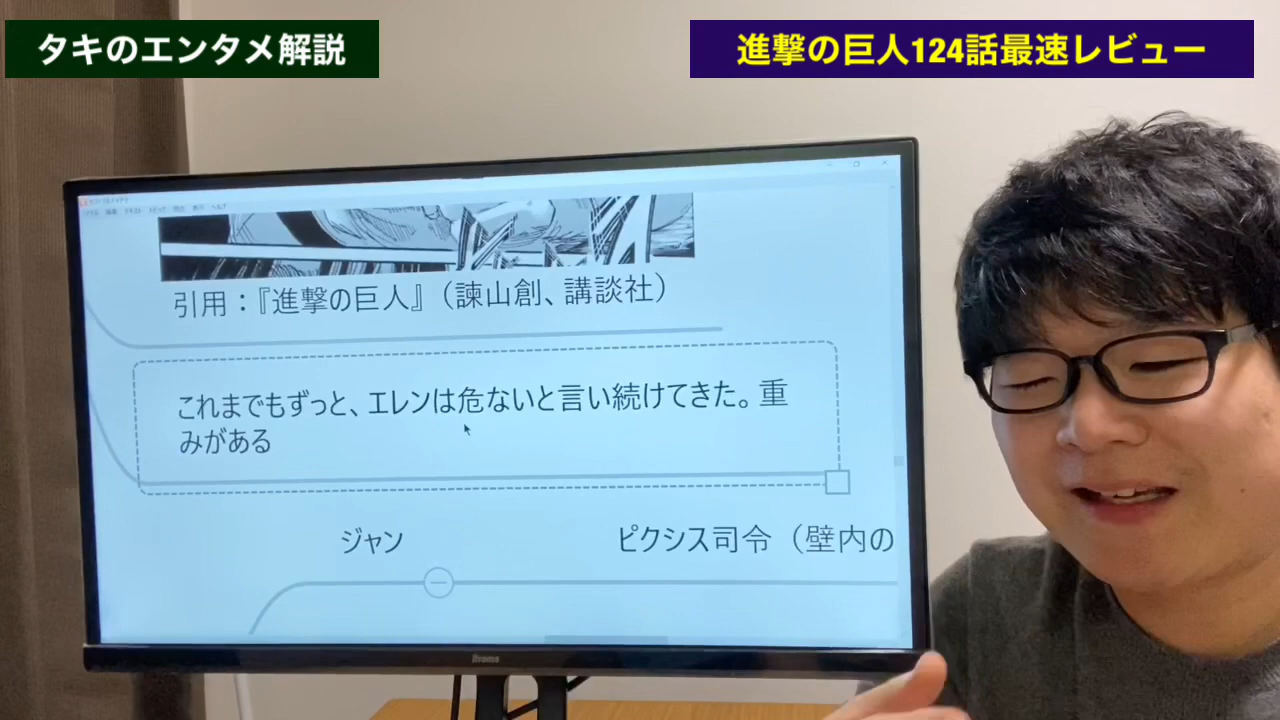 タキのエンタメ解説
進撃の巨人124話最速レビュー
引用：『進撃の巨人』（諫山創、講談社）
これまでもずっと、エレンは危ないと言い続けてきた。重
みがある
ジャン
ピクシス司令（壁内の
iiyama